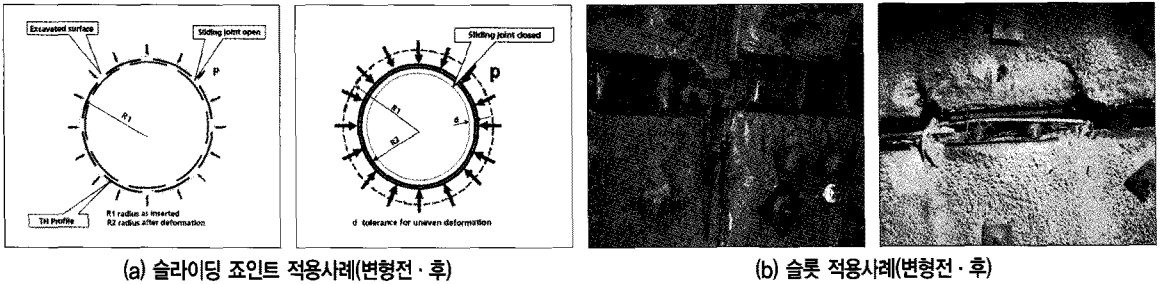 Excavated surface
Sliding joint open
p
R1
TH Profile
R1 radius as inserted
R2 radius after deformation
Sliding joint closed
p
R1
d
R2
d tolerance for uneven deformation
(a) 슬라이딩 죠인트 적용사례(변형전 · 후)
(b) 슬롯 적용사례(변형전 · 후)